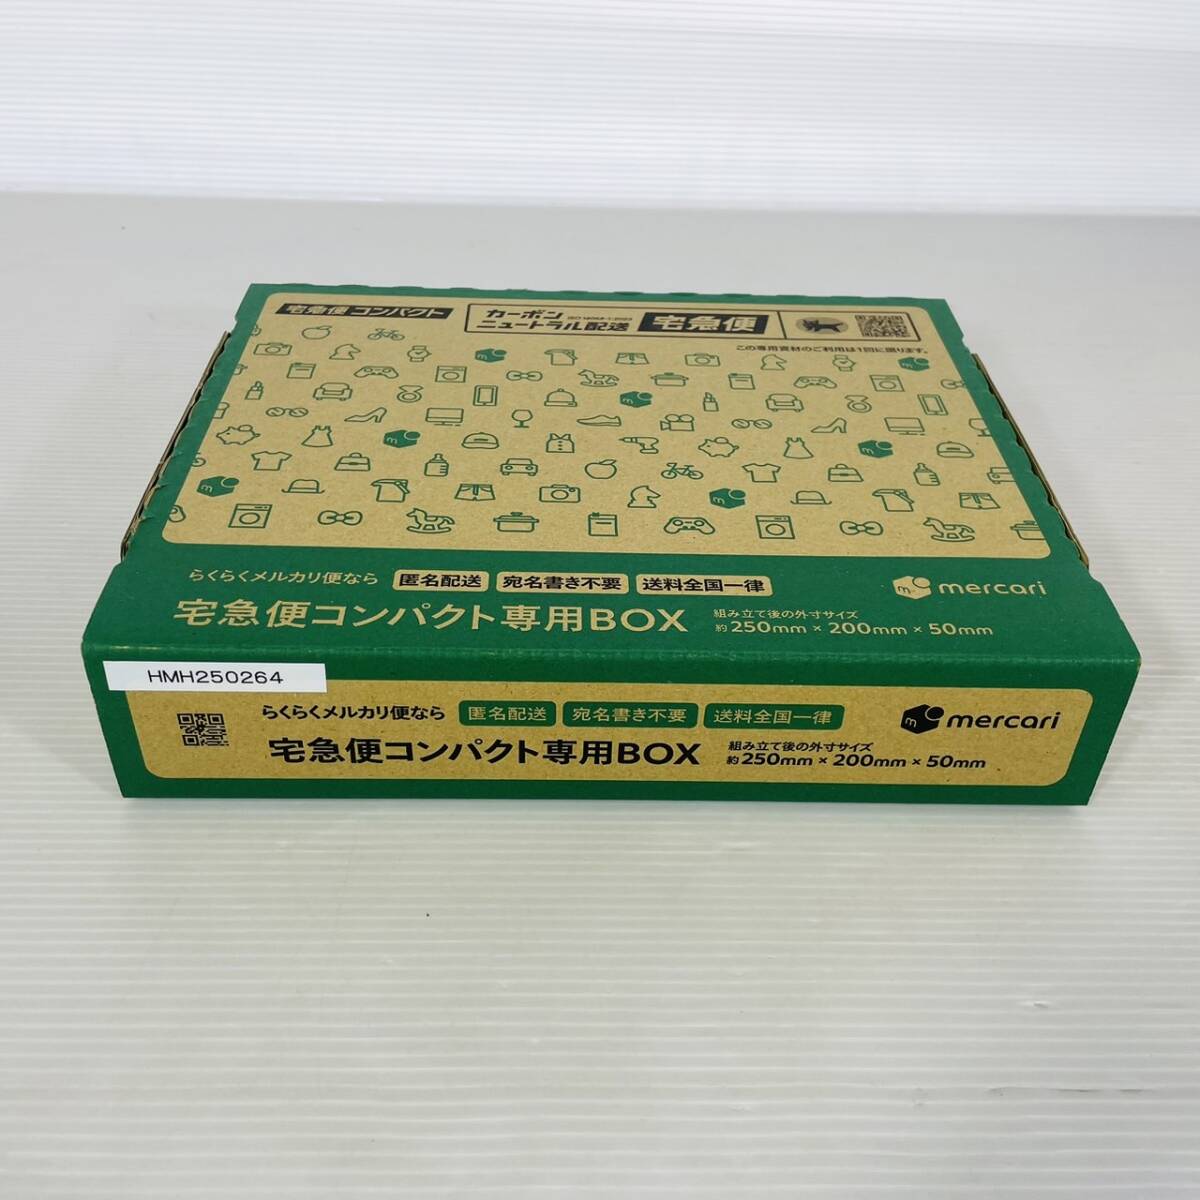 宅急便 コンパクト
カーボン
ニュートラル配送
ISO 14068-1:2023
宅急便
この専用資材のご利用は1回に限ります。
らくらくメルカリ便なら 匿名配送 宛名書き不要 送料全国一律
mercari
宅急便コンパクト専用BOX
組み立て後の外寸サイズ
約250mm×200mm×50mm
HMH250264
らくらくメルカリ便なら 匿名配送 宛名書き不要 送料全国一律
mercari
宅急便コンパクト専用BOX
組み立て後の外寸サイズ
約250mm×200mm×50mm